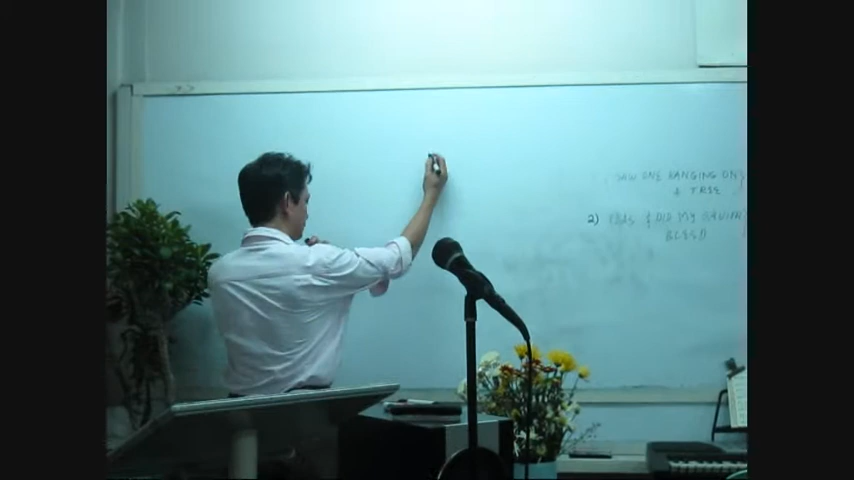 SAW ONE HANGING ON
A TREE
2) ALAS & DID MY SAVIOR
BLEED